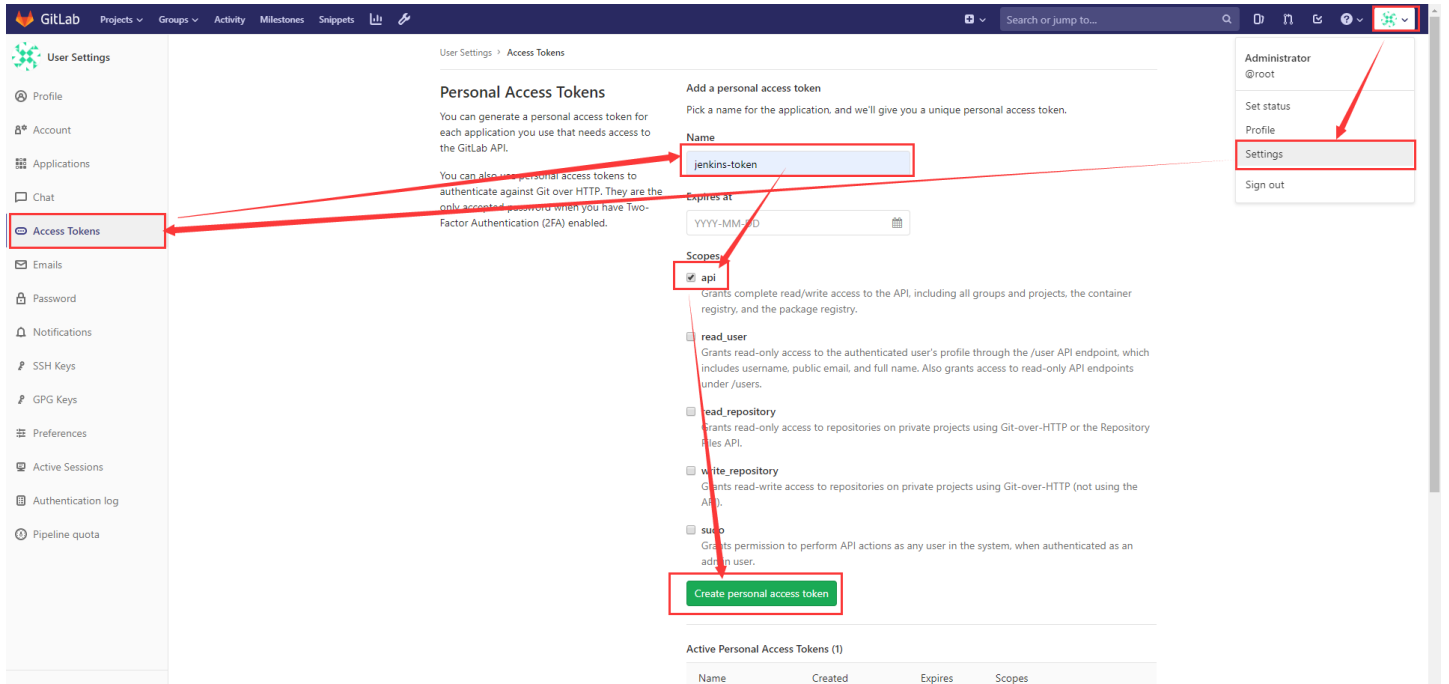 GitLab Projects Groups Activity Milestones Snippets Search or jump to...
User Settings
Profile
Account
Applications
Chat
Access Tokens
Emails
Password
Notifications
SSH Keys
GPG Keys
Preferences
Active Sessions
Authentication log
Pipeline quota
User Settings > Access Tokens
Personal Access Tokens
You can generate a personal access token for
each application you use that needs access to
the GitLab API.
You can also use personal access tokens to
authenticate against Git over HTTP. They are the
only accepted password when you have Two-
Factor Authentication (2FA) enabled.
Add a personal access token
Pick a name for the application, and we'll give you a unique personal access token.
Name
jenkins-token
Expires at
YYYY-MM-DD
Scopes
api
Grants complete read/write access to the API, including all groups and projects, the container
registry, and the package registry.
read_user
Grants read-only access to the authenticated user's profile through the /user API endpoint, which
includes username, public email, and full name. Also grants access to read-only API endpoints
under /users.
read_repository
Grants read-only access to repositories on private projects using Git-over-HTTP or the Repository
Files API.
write_repository
Grants read-write access to repositories on private projects using Git-over-HTTP (not using the
API).
sudo
Grants permission to perform API actions as any user in the system, when authenticated as an
admin user.
Create personal access token
Active Personal Access Tokens (1)
Name Created Expires Scopes
Administrator
@root
Set status
Profile
Settings
Sign out